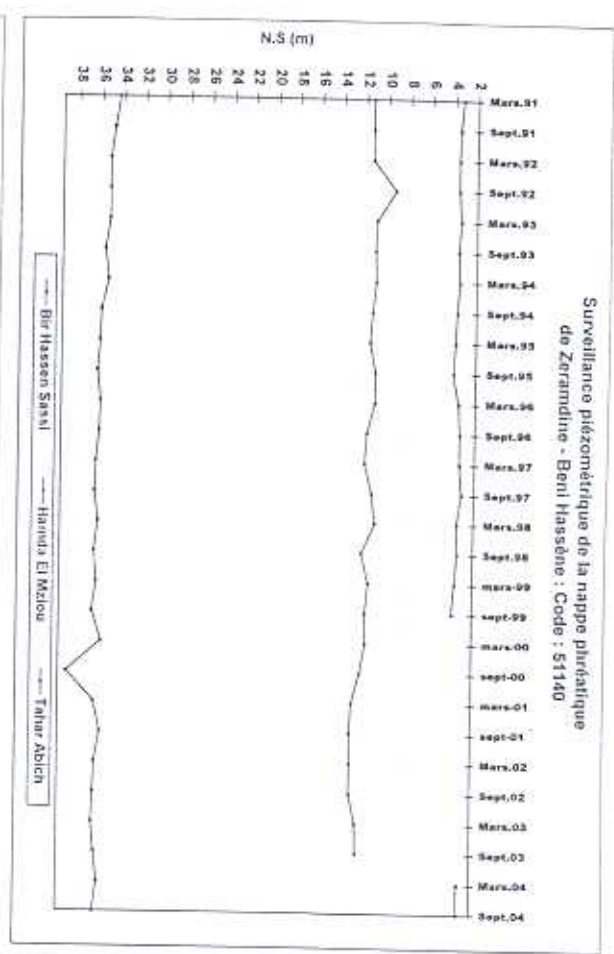 Surveillance piézométrique de la nappe phréatique
de Zeramdine - Beni Hassène : Code : 51140
Mars.91
Sept.91
Mars.92
Sept.92
Mars.93
Sept.93
Mars.94
Sept.94
Mars.95
Sept.95
Mars.96
Sept.96
Mars.97
Sept.97
Mars.98
Sept.98
mars-99
sept-99
mars-00
sept-00
mars-01
sept-01
Mars.02
Sept.02
Mars.03
Sept.03
Mars.04
Sept.04
2
4
6
8
10
12
14
16
18
20
22
24
26
28
30
32
34
36
38
N.S (m)
Bir Hassen Sassi
Hamda El Mziou
Tahar Abich